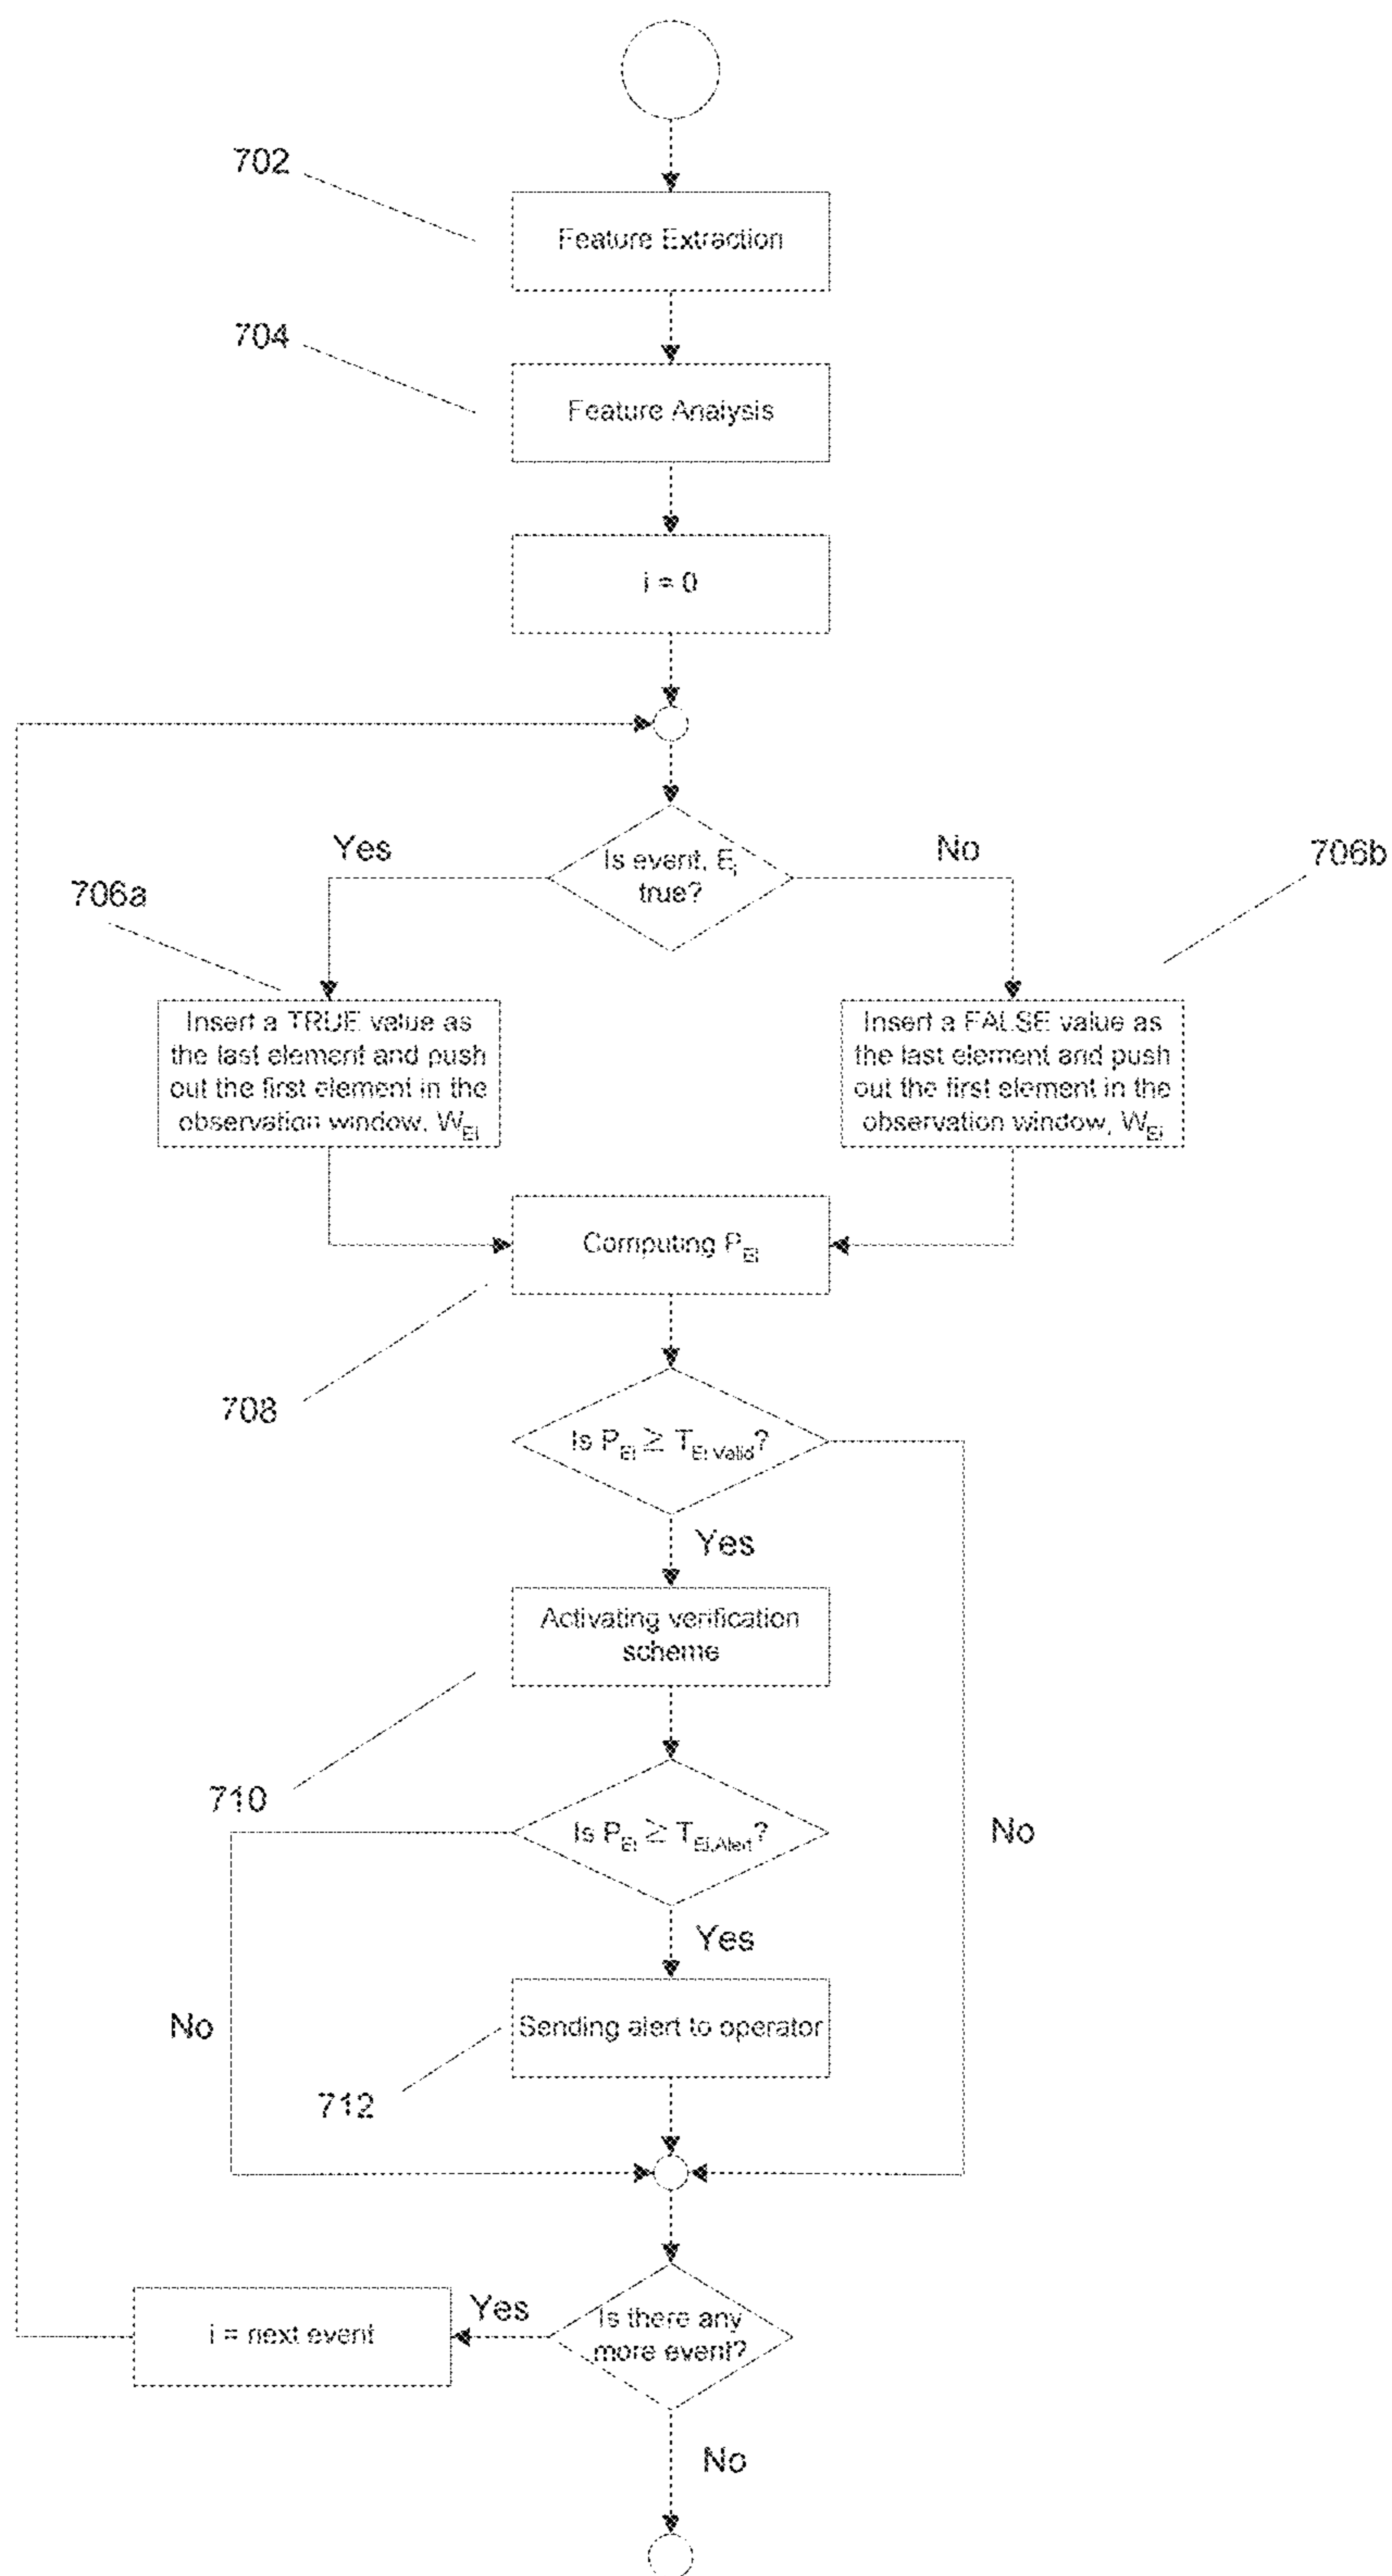 702
Feature Extraction
704
Feature Analysis
i = 0
Is event, Ei
true?
Yes
No
706a
706b
Insert a TRUE value as
the last element and push
out the first element in the
observation window, WEi
Insert a FALSE value as
the last element and push
out the first element in the
observation window, WEi
Computing PEi
708
Is PEi ≥ TEi,Valid?
Yes
Activating verification
scheme
710
Is PEi ≥ TEi,Alert?
No
Yes
No
Sending alert to operator
712
Is there any
more event?
Yes
i = next event
No